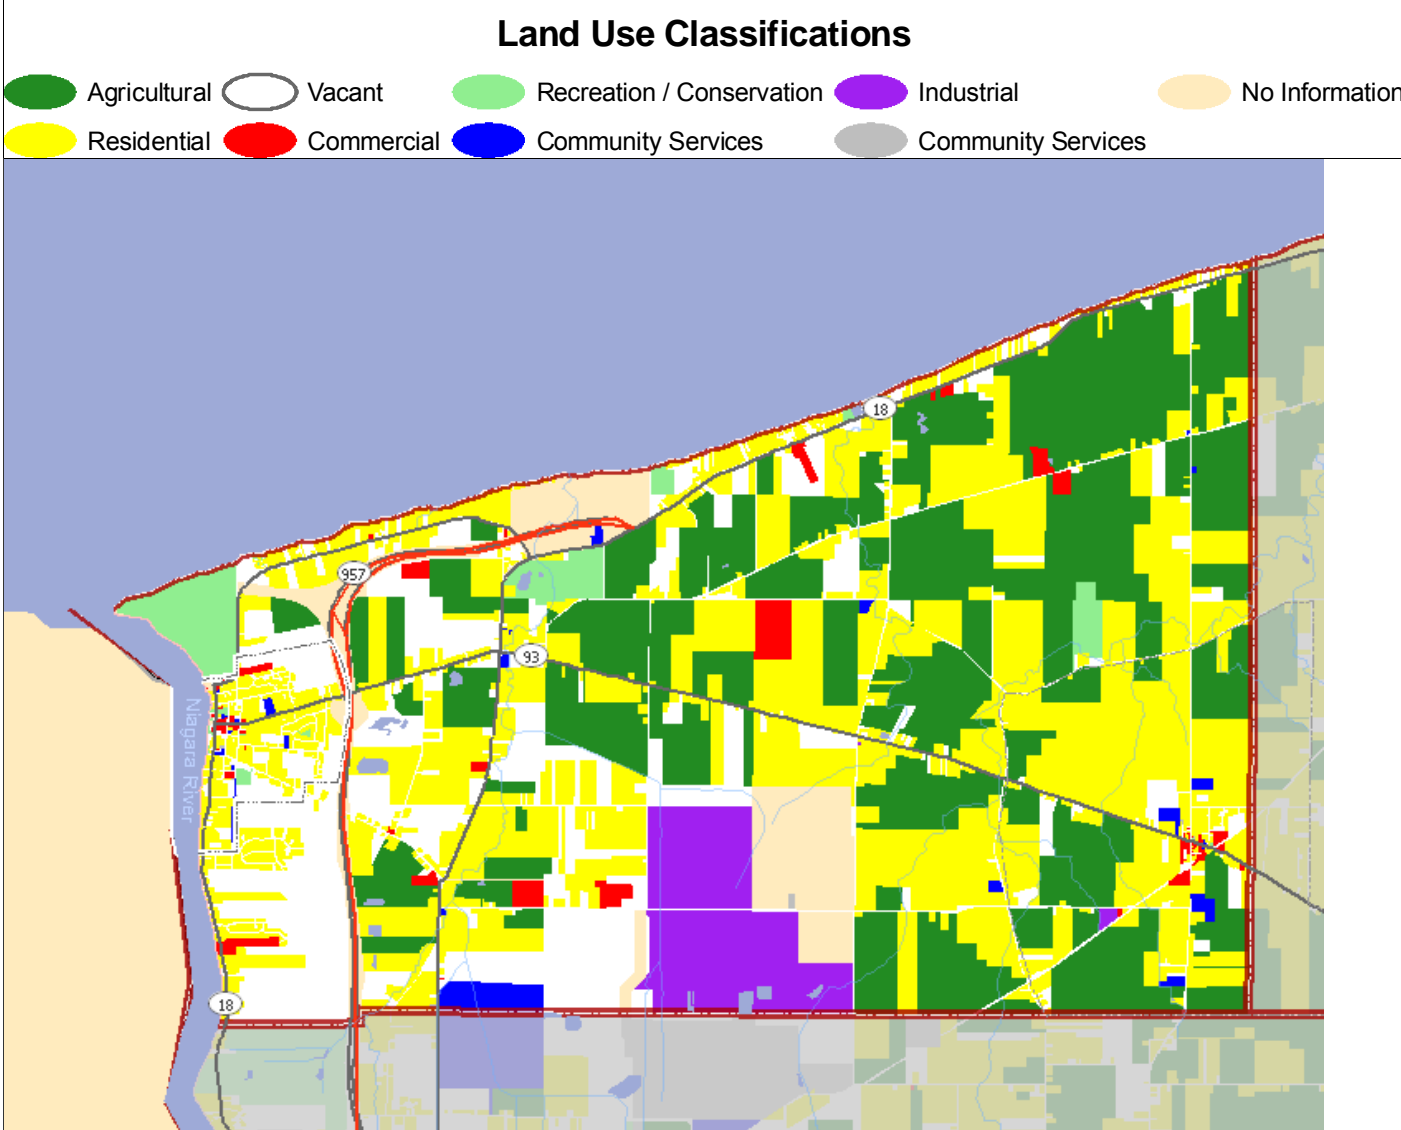 Land Use Classifications
Agricultural Vacant Recreation / Conservation Industrial No Information
Residential Commercial Community Services Community Services
18
957
93
Niagara River
18